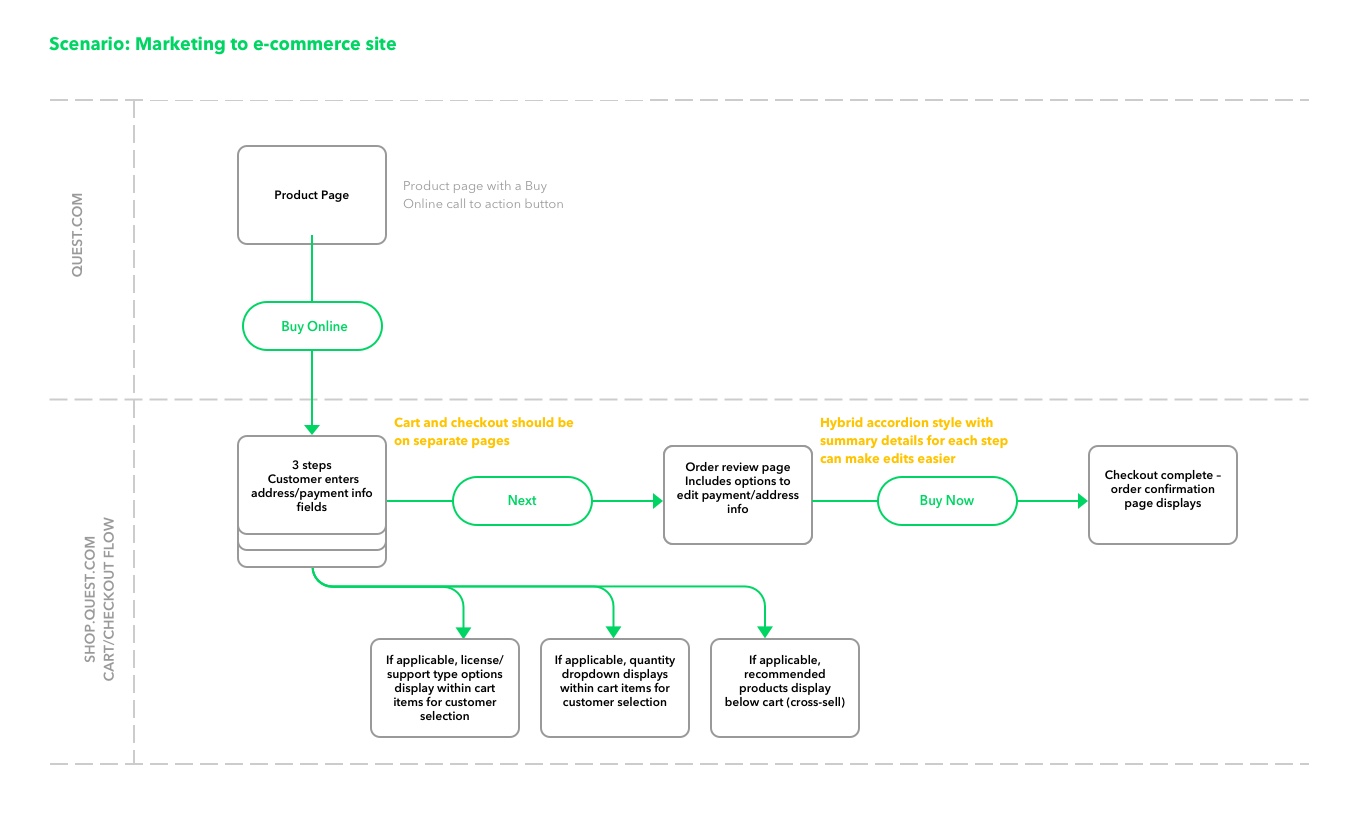 Scenario: Marketing to e-commerce site
QUEST.COM
Product Page
Product page with a Buy
Online call to action button
Buy Online
SHOP.QUEST.COM
CART/CHECKOUT FLOW
3 steps
Customer enters
address/payment info
fields
Cart and checkout should be
on separate pages
Next
Order review page
Includes options to
edit payment/address
info
Hybrid accordion style with
summary details for each step
can make edits easier
Buy Now
Checkout complete –
order confirmation
page displays
If applicable, license/
support type options
display within cart
items for customer
selection
If applicable, quantity
dropdown displays
within cart items for
customer selection
If applicable,
recommended
products display
below cart (cross-sell)